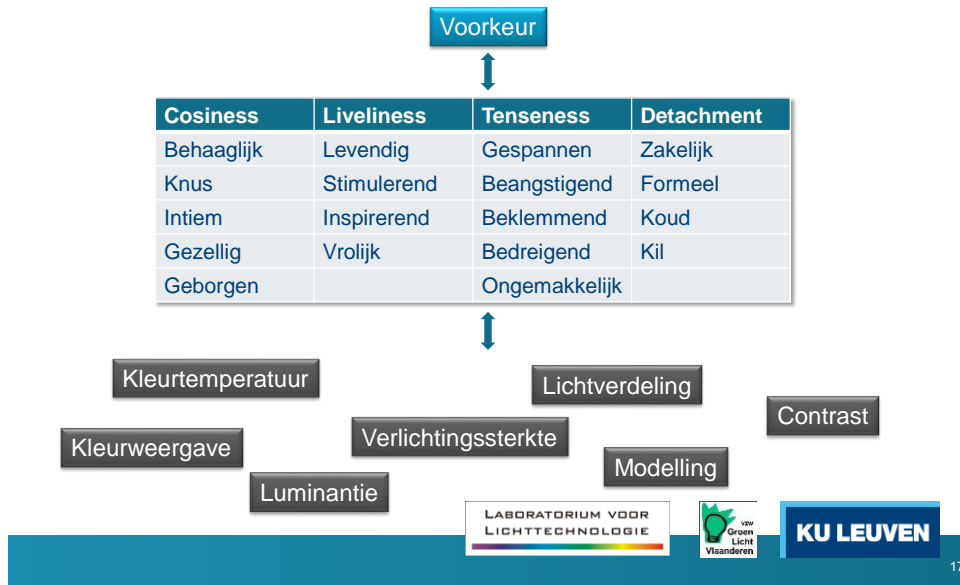 Voorkeur
Cosiness Liveliness Tenseness Detachment
Behaaglijk Levendig Gespannen Zakelijk
Knus Stimulerend Beangstigend Formeel
Intiem Inspirerend Beklemmend Koud
Gezellig Vrolijk Bedreigend Kil
Geborgen Ongemakkelijk
Kleurtemperatuur
Lichtverdeling
Contrast
Verlichtingssterkte
Kleurweergave
Modelling
Luminantie
LABORATORIUM VOOR
LICHTTECHNOLOGIE
vzw
Groen
Licht
Vlaanderen
KU LEUVEN
17